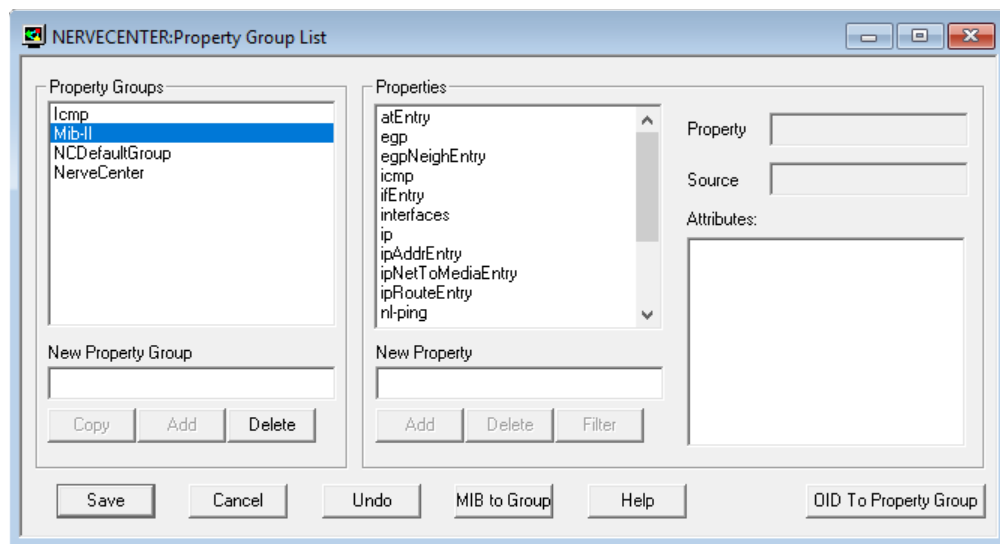 NERVECENTER:Property Group List
Property Groups
Icmp
Mib-II
NCDefaultGroup
NerveCenter
New Property Group
Copy
Add
Delete
Properties
atEntry
egp
egpNeighEntry
icmp
ifEntry
interfaces
ip
ipAddrEntry
ipNetToMediaEntry
ipRouteEntry
nl-ping
New Property
Add
Delete
Filter
Property
Source
Attributes:
Save
Cancel
Undo
MIB to Group
Help
OID To Property Group